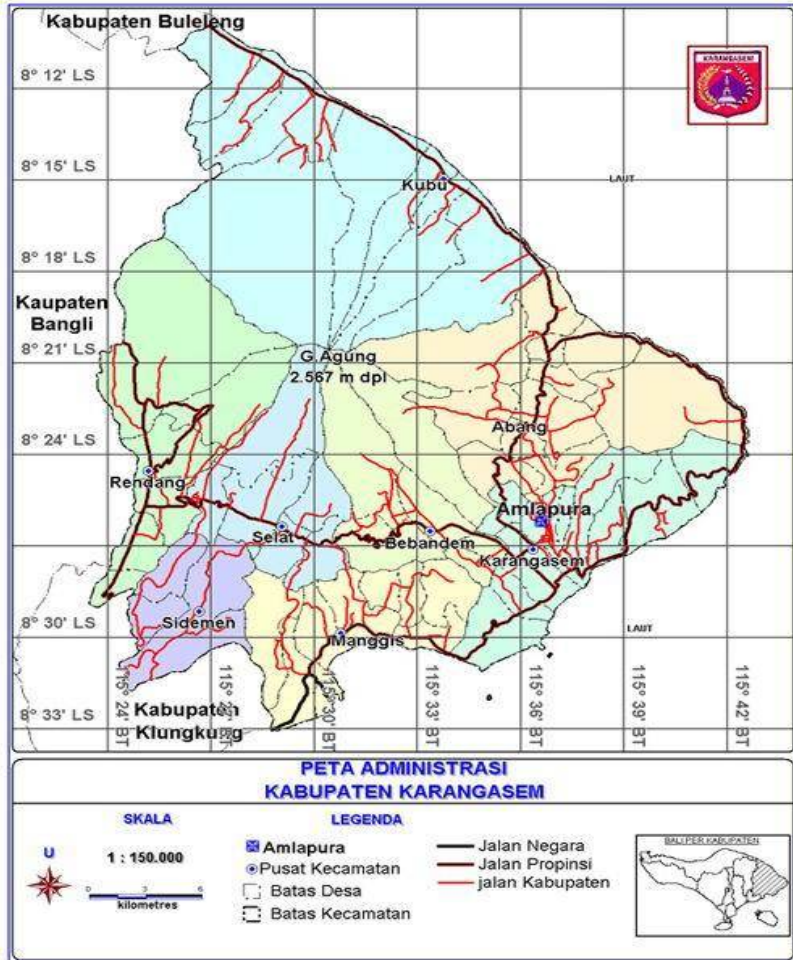 Kabupaten Buleleng
8° 12' LS
KARANGASEM
8° 15' LS
Kubu
LAUT
8° 18' LS
Kaupaten
Bangli
8° 21' LS
G.Agung
2.567 m dpl
Abang
8° 24' LS
Rendang
Amlapura
Selat
Bebandem
Karangasem
Sidemen
8° 30' LS
Manggis
LAUT
8° 33' LS
115° 24' BT
115° 30' BT
115° 33' BT
115° 36' BT
115° 39' BT
115° 42' BT
Kabupaten
Klungkung
PETA ADMINISTRASI
KABUPATEN KARANGASEM
SKALA
LEGENDA
U
1 : 150.000
0 3 6
kilometres
Amlapura
Pusat Kecamatan
Batas Desa
Batas Kecamatan
Jalan Negara
Jalan Propinsi
jalan Kabupaten
BALI PER KABUPATEN